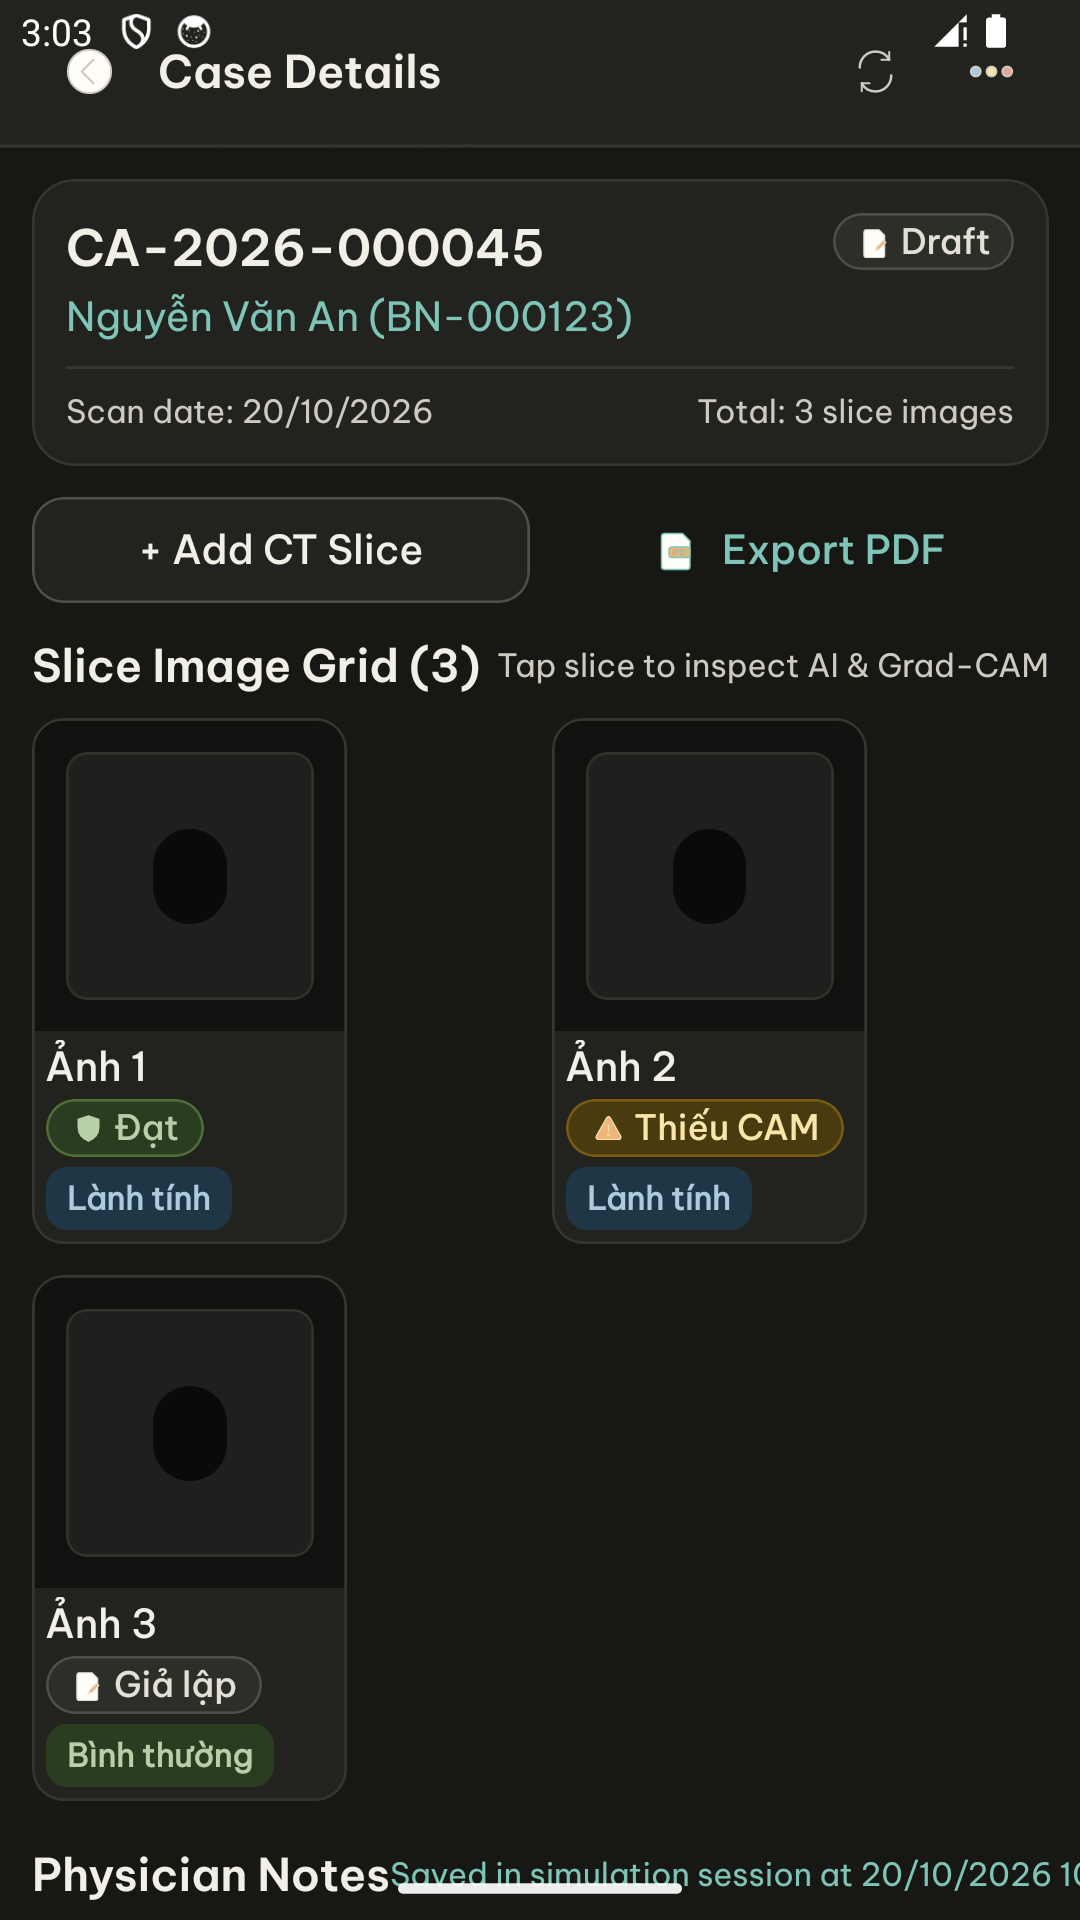 3:03
Case Details
CA-2026-000045
Draft
Nguyễn Văn An (BN-000123)
Scan date: 20/10/2026
Total: 3 slice images
+ Add CT Slice
Export PDF
Slice Image Grid (3)
Tap slice to inspect AI & Grad-CAM
Ảnh 1
Đạt
Lành tính
Ảnh 2
Thiếu CAM
Lành tính
Ảnh 3
Giả lập
Bình thường
Physician Notes
Saved in simulation session at 20/10/2026